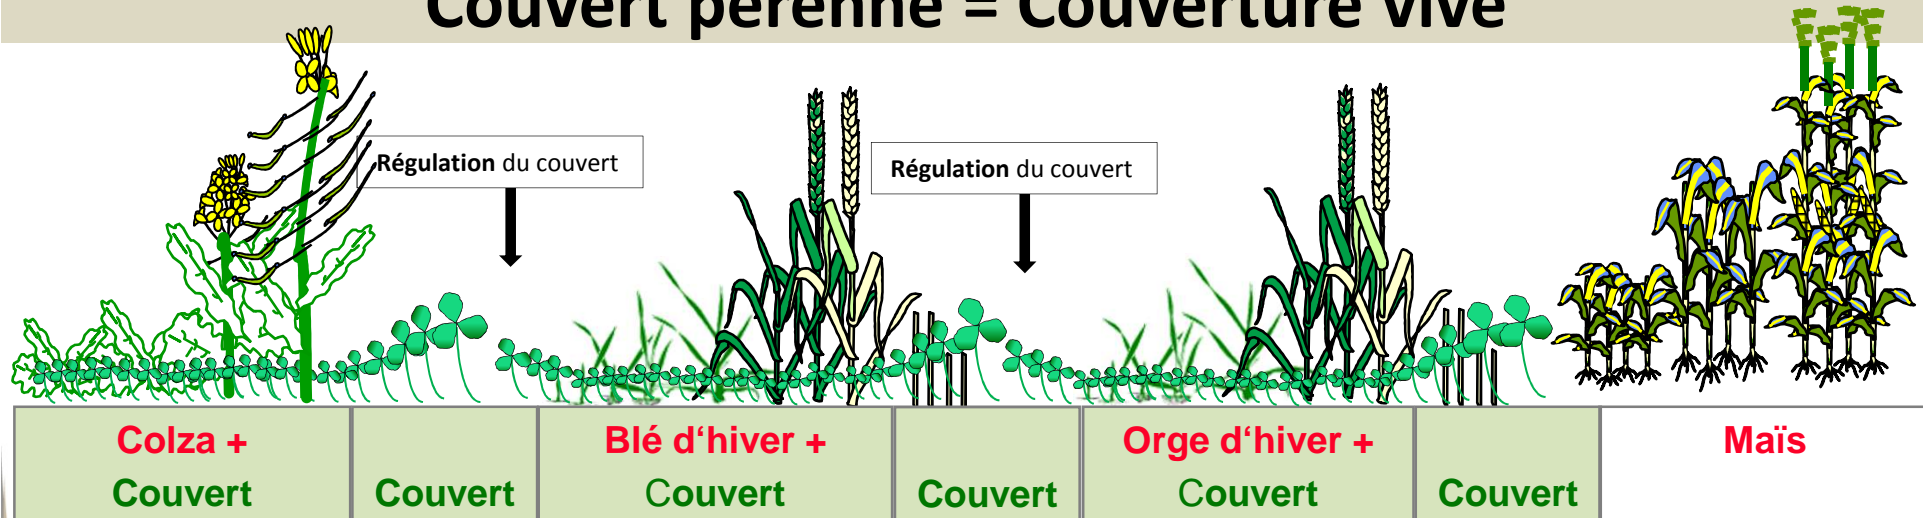 Couvert pérenne = Couverture vive
Régulation du couvert
Régulation du couvert
Colza +
Couvert
Couvert
Blé d‘hiver +
Couvert
Couvert
Orge d‘hiver +
Couvert
Couvert
Maïs